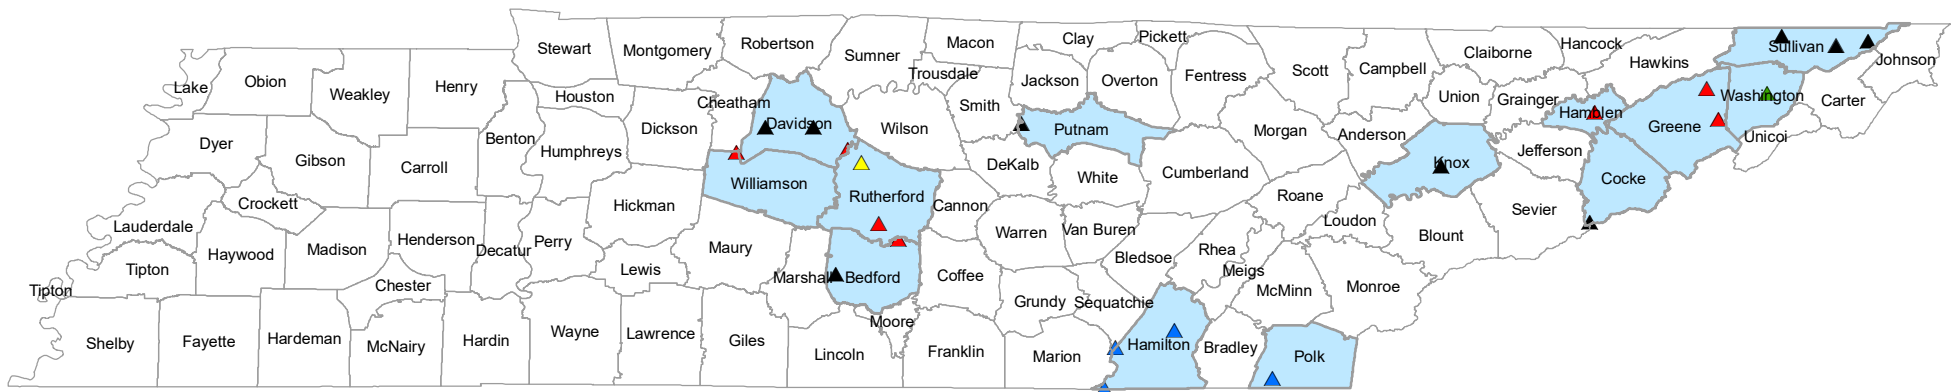 Lake
Obion
Weakley
Henry
Stewart
Montgomery
Robertson
Sumner
Macon
Trousdale
Clay
Pickett
Jackson
Overton
Fentress
Scott
Campbell
Claiborne
Hancock
Hawkins
Sullivan
Johnson
Houston
Cheatham
Smith
Union
Grainger
Hamblen
Washington
Carter
Dyer
Gibson
Carroll
Benton
Humphreys
Dickson
Davidson
Wilson
Putnam
Morgan
Anderson
Knox
Jefferson
Greene
Unicoi
Lauderdale
Crockett
Williamson
Rutherford
DeKalb
White
Cumberland
Roane
Cocke
Tipton
Haywood
Madison
Henderson
Decatur
Perry
Hickman
Maury
Cannon
Warren
Van Buren
Bledsoe
Rhea
Loudon
Blount
Sevier
Tipton
Chester
Lewis
Marshall
Bedford
Coffee
Grundy
Sequatchie
Meigs
McMinn
Monroe
Shelby
Fayette
Hardeman
McNairy
Hardin
Wayne
Lawrence
Giles
Lincoln
Moore
Franklin
Marion
Hamilton
Bradley
Polk